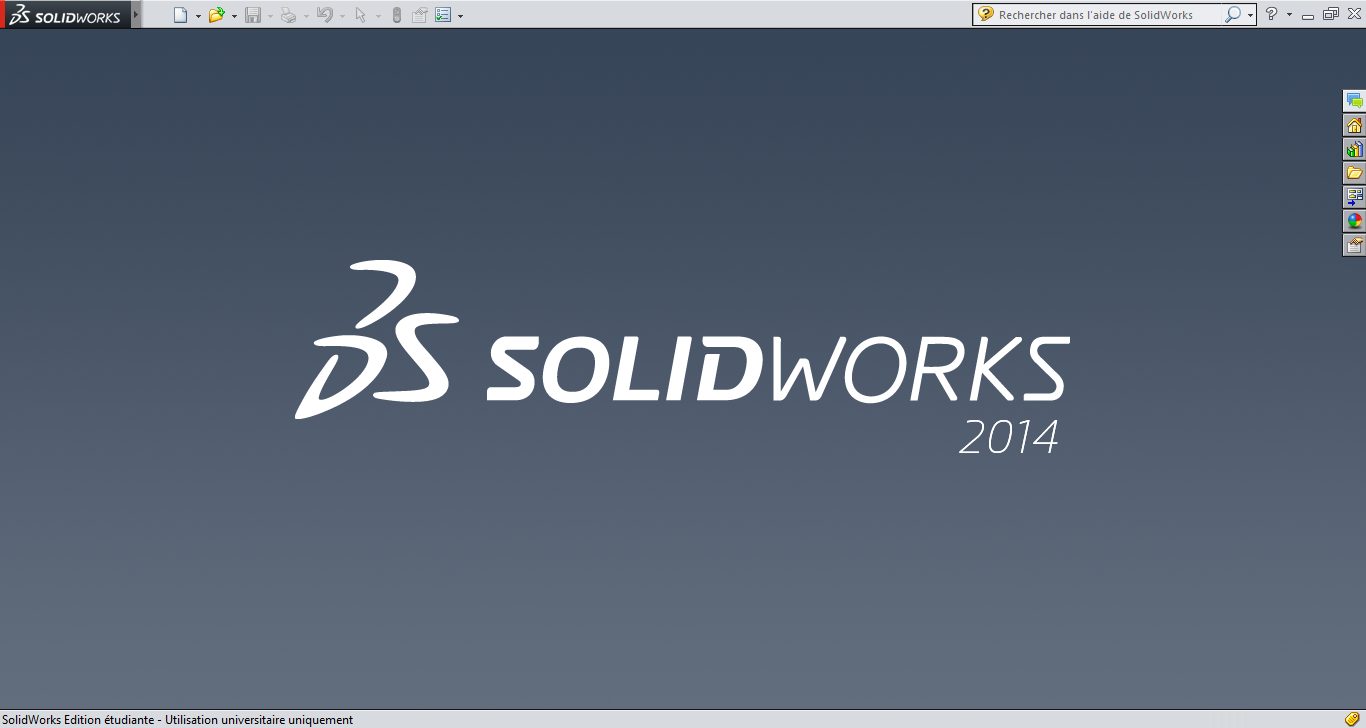 SOLIDWORKS
Rechercher dans l'aide de SolidWorks
SOLIDWORKS
2014
SolidWorks Edition étudiante - Utilisation universitaire uniquement